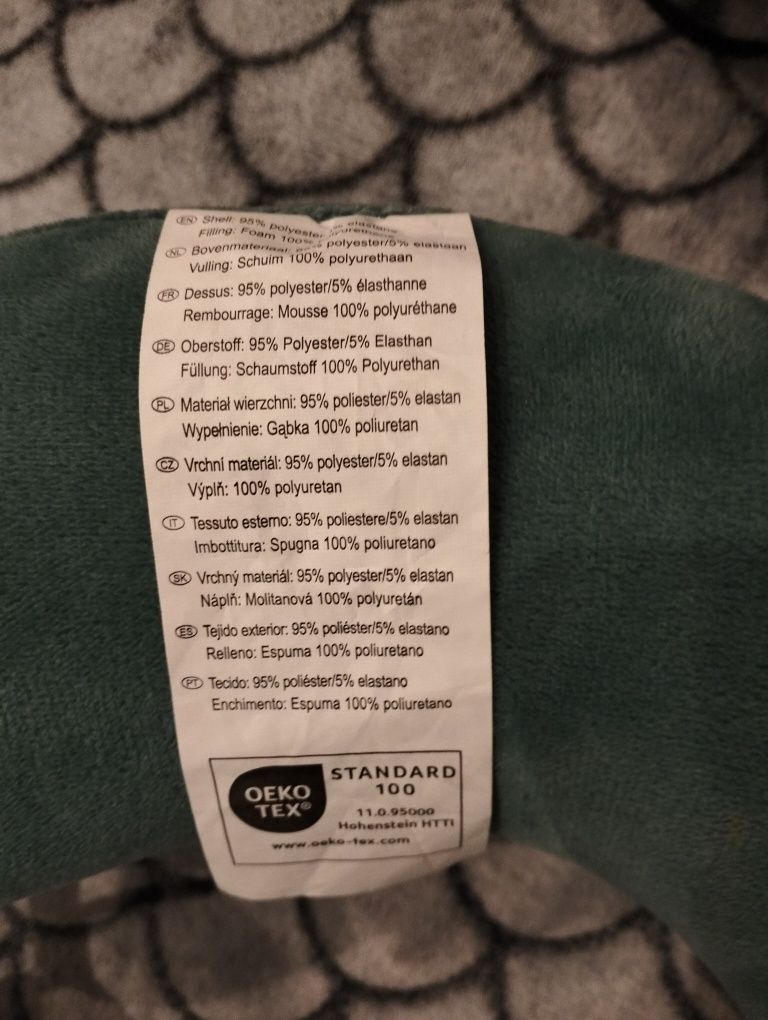 EN Shell: 95% polyester elastane
Filling: Foam 100% polyurethane
NL Bovenmateriaal: polyester/5% elastaan
Vulling: Schuim 100% polyurethaan
FR Dessus: 95% polyester/5% élasthanne
Rembourrage: Mousse 100% polyuréthane
DE Oberstoff: 95% Polyester/5% Elasthan
Füllung: Schaumstoff 100% Polyurethan
PL Materiał wierzchni: 95% poliester/5% elastan
Wypełnienie: Gąbka 100% poliuretan
CZ Vrchní materiál: 95% polyester/5% elastan
Výplň: 100% polyuretan
IT Tessuto esterno: 95% poliestere/5% elastan
Imbottitura: Spugna 100% poliuretano
SK Vrchný materiál: 95% polyester/5% elastan
Náplň: Molitanová 100% polyuretán
ES Tejido exterior: 95% poliéster/5% elastano
Relleno: Espuma 100% poliuretano
PT Tecido: 95% poliéster/5% elastano
Enchimento: Espuma 100% poliuretano
OEKO
TEX®
STANDARD
100
11.0.95000
Hohenstein HTTI
www.oeko-tex.com